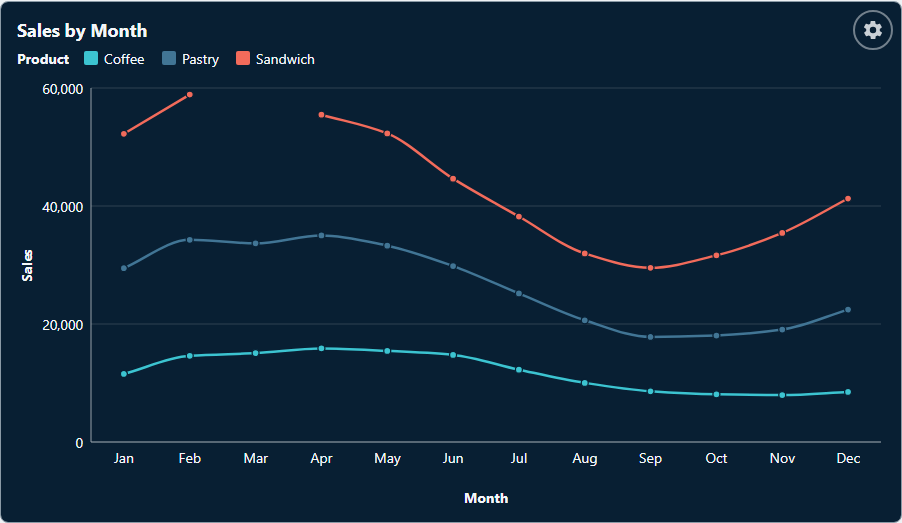 Sales by Month
Product Coffee Pastry Sandwich
60,000
40,000
20,000
0
Sales
Jan Feb Mar Apr May Jun Jul Aug Sep Oct Nov Dec
Month